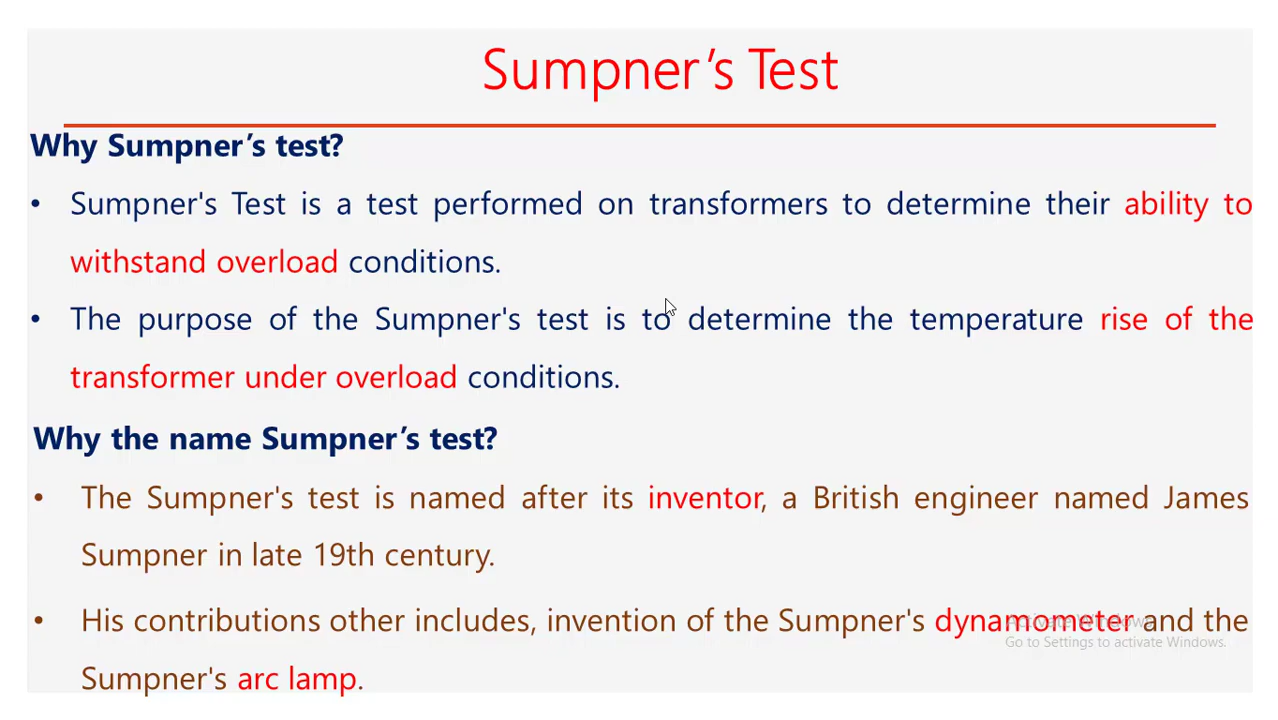 Sumpner’s Test
Why Sumpner’s test?
• Sumpner's Test is a test performed on transformers to determine their ability to
withstand overload conditions.
• The purpose of the Sumpner's test is to determine the temperature rise of the
transformer under overload conditions.
Why the name Sumpner’s test?
• The Sumpner's test is named after its inventor, a British engineer named James
Sumpner in late 19th century.
• His contributions other includes, invention of the Sumpner's dynamometer and the
Sumpner's arc lamp.
Activate Windows
Go to Settings to activate Windows.